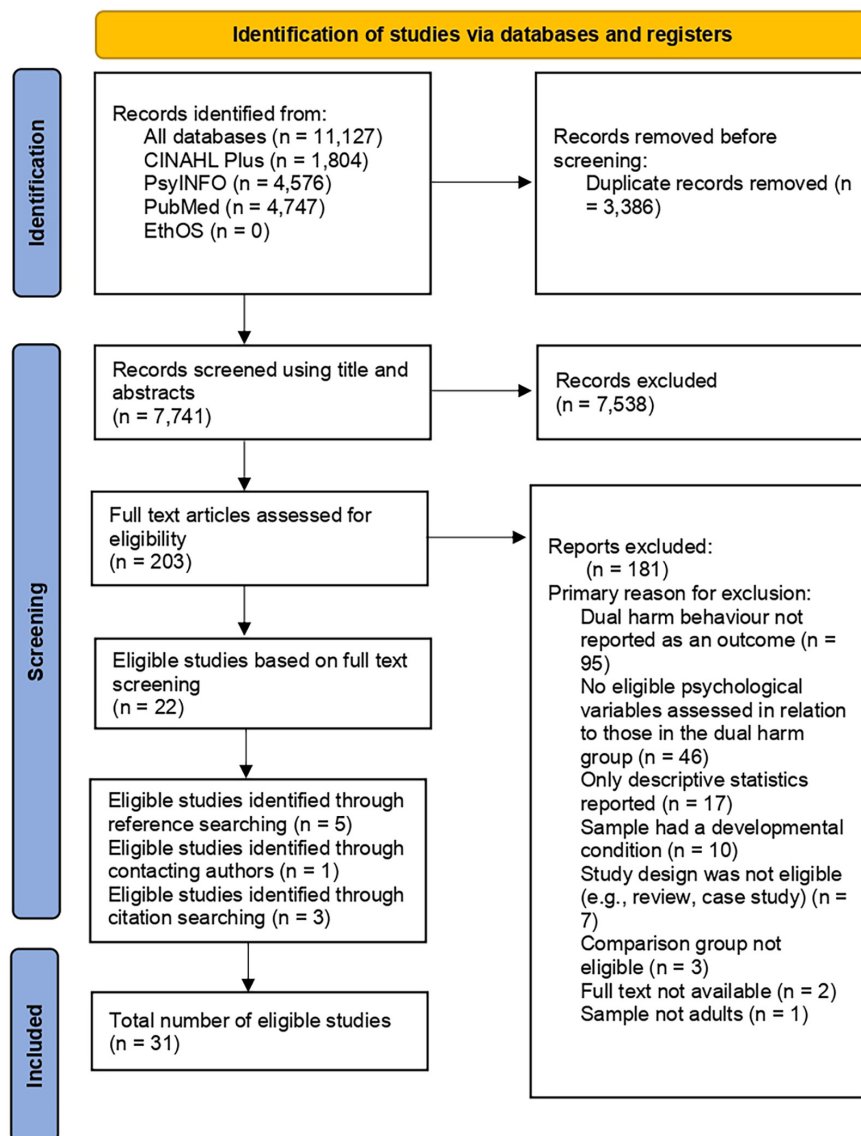 Identification of studies via databases and registers
Identification
Records identified from:
All databases (n = 11,127)
CINAHL Plus (n = 1,804)
PsyINFO (n = 4,576)
PubMed (n = 4,747)
EthOS (n = 0)
Records removed before
screening:
Duplicate records removed (n
= 3,386)
Screening
Records screened using title and
abstracts
(n = 7,741)
Records excluded
(n = 7,538)
Full text articles assessed for
eligibility
(n = 203)
Reports excluded:
(n = 181)
Primary reason for exclusion:
Dual harm behaviour not
reported as an outcome (n =
95)
No eligible psychological
variables assessed in relation
to those in the dual harm
group (n = 46)
Only descriptive statistics
reported (n = 17)
Sample had a developmental
condition (n = 10)
Study design was not eligible
(e.g., review, case study) (n =
7)
Comparison group not
eligible (n = 3)
Full text not available (n = 2)
Sample not adults (n = 1)
Eligible studies based on full text
screening
(n = 22)
Eligible studies identified through
reference searching (n = 5)
Eligible studies identified through
contacting authors (n = 1)
Eligible studies identified through
citation searching (n = 3)
Included
Total number of eligible studies
(n = 31)